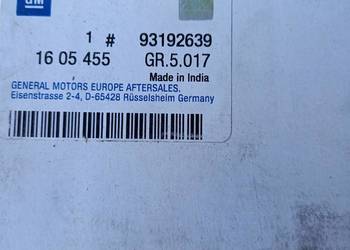 GM
1 # 93192639
16 05 455 GR.5.017
Made in India
GENERAL MOTORS EUROPE AFTERSALES.
Eisenstrasse 2-4, D-65428 Rüsselsheim Germany